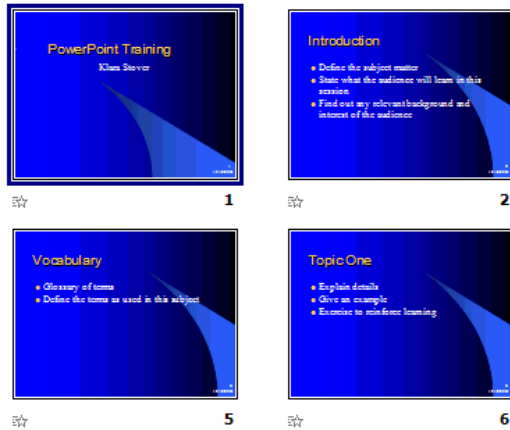 PowerPoint Training
Klara Stover
1
Introduction
Define the subject matter
State what the audience will learn in this
session
Find out any relevant background and
interest of the audience
2
Vocabulary
Glossary of terms
Define the terms as used in this subject
5
Topic One
Explain details
Give an example
Exercise to reinforce learning
6